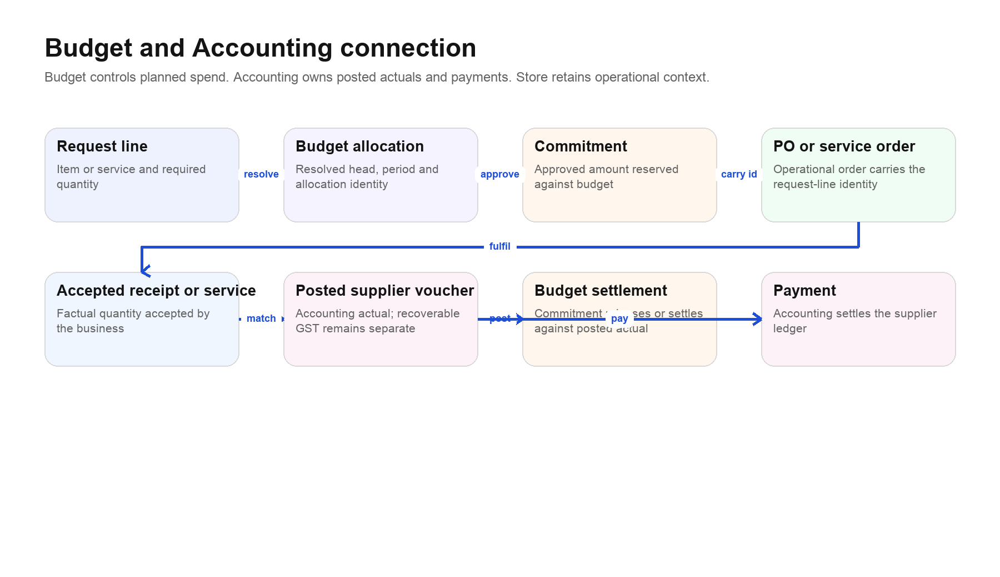 Budget and Accounting connection
Budget controls planned spend. Accounting owns posted actuals and payments. Store retains operational context.
Request line
Item or service and required
quantity
resolve
Budget allocation
Resolved head, period and
allocation identity
approve
Commitment
Approved amount reserved
against budget
carry id
PO or service order
Operational order carries the
request-line identity
fulfil
Accepted receipt or service
Factual quantity accepted by
the business
match
Posted supplier voucher
Accounting actual; recoverable
GST remains separate
post
Budget settlement
Commitment or settles
against posted actual
pay
Payment
Accounting settles the supplier
ledger